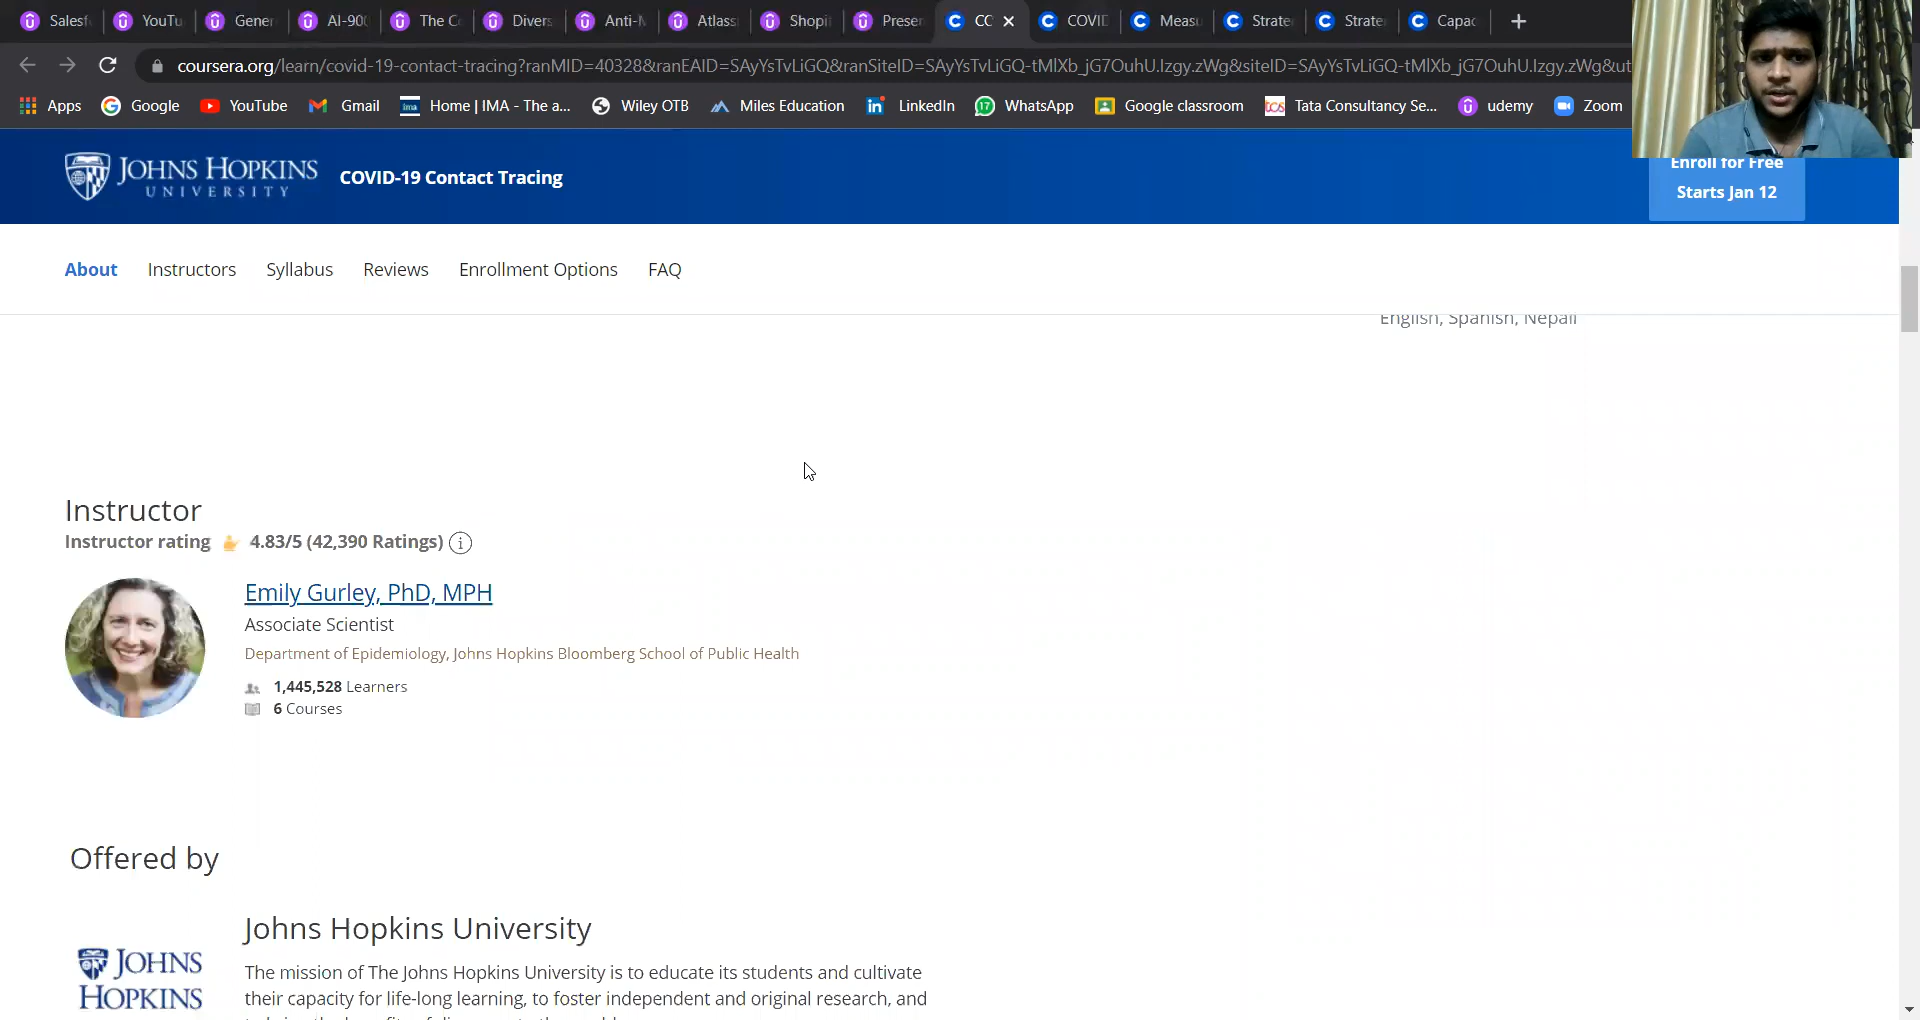 Salesf YouTu Gener AI-900 The C Divers Anti-M Atlass Shopif Presen CO COVID Measu Strate Strate Capac
coursera.org/learn/covid-19-contact-tracing?ranMID=40328&ranEAID=SAyYsTvLiGQ&ranSiteID=SAyYsTvLiGQ-tMlXb_jG7OuhU.Izgy.zWg&siteID=SAyYsTvLiGQ-tMlXb_jG7OuhU.Izgy.zWg&ut
Apps Google YouTube Gmail Home | IMA - The a... Wiley OTB Miles Education LinkedIn WhatsApp Google classroom Tata Consultancy Se... udemy Zoom
JOHNS HOPKINS
UNIVERSITY
COVID-19 Contact Tracing
Enroll for Free
Starts Jan 12
About Instructors Syllabus Reviews Enrollment Options FAQ
English, Spanish, Nepali
Instructor
Instructor rating 4.83/5 (42,390 Ratings)
Emily Gurley, PhD, MPH
Associate Scientist
Department of Epidemiology, Johns Hopkins Bloomberg School of Public Health
1,445,528 Learners
6 Courses
Offered by
Johns Hopkins University
JOHNS
HOPKINS
The mission of The Johns Hopkins University is to educate its students and cultivate
their capacity for life-long learning, to foster independent and original research, and